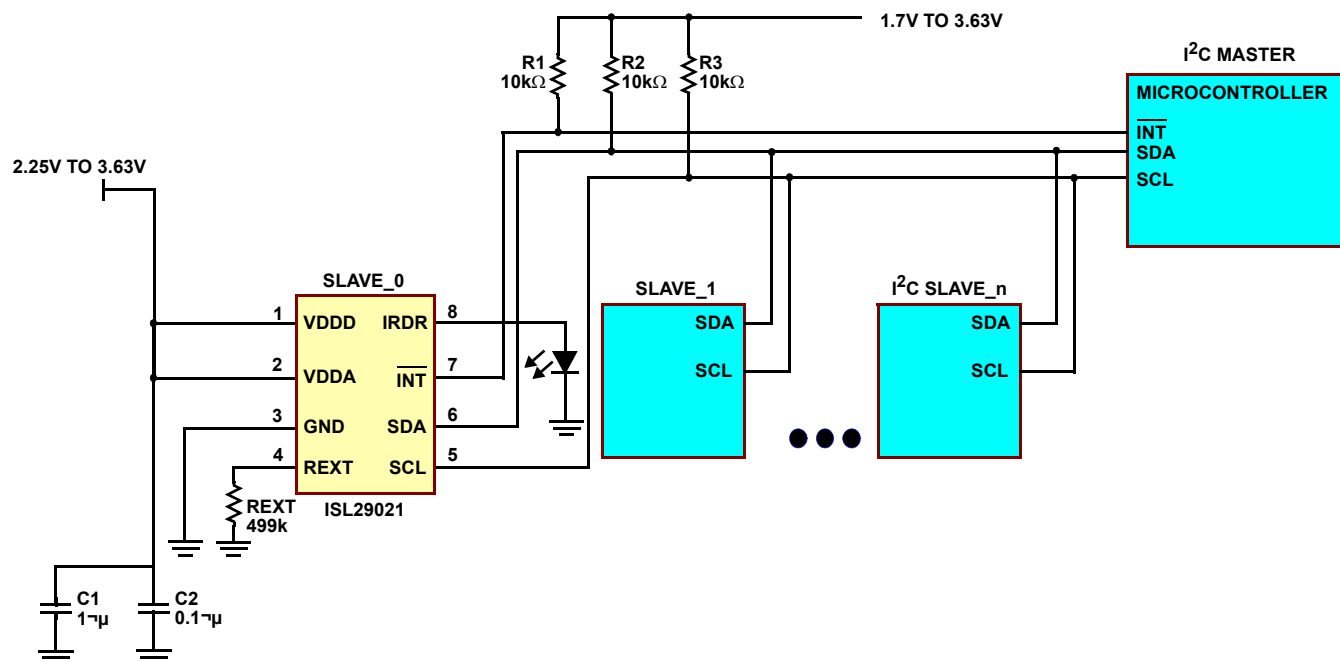 1.7V TO 3.63V
R1
10kΩ
R2
10kΩ
R3
10kΩ
I²C MASTER
MICROCONTROLLER
INT
SDA
SCL
2.25V TO 3.63V
SLAVE_0
1
VDDD
IRDR
8
2
VDDA
INT
7
3
GND
SDA
6
4
REXT
SCL
5
ISL29021
REXT
499k
SLAVE_1
SDA
SCL
I²C SLAVE_n
SDA
SCL
C1
1¬µ
C2
0.1¬µ